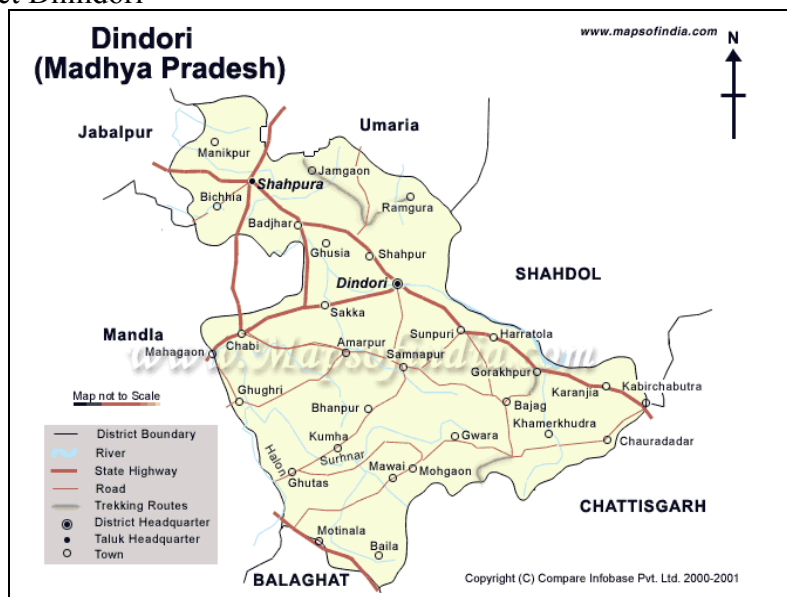 Dindori
(Madhya Pradesh)
www.mapsofindia.com
N
Jabalpur
Umaria
Manikpur
Jamgaon
Shahpura
Bichhia
Ramgura
Badjhar
Ghusia
Shahpur
SHAHDOL
Dindori
Sakka
Mandla
Chabi
Sunpuri
Harratola
Mahagaon
Amarpur
Samnapur
www.MapsofIndia.com
Gorakhpur
Karanjia
Kabirchabutra
Map not to Scale
Ghughri
Bhanpur
Bajag
Khamerkhudra
Kumha
Gwara
Chauradadar
Surhnar
Halon
Mawai
Mohgaon
Ghutas
District Boundary
River
State Highway
Road
Trekking Routes
District Headquarter
Taluk Headquarter
Town
CHATTISGARH
Motinala
Baila
BALAGHAT
Copyright (C) Compare Infobase Pvt. Ltd. 2000-2001